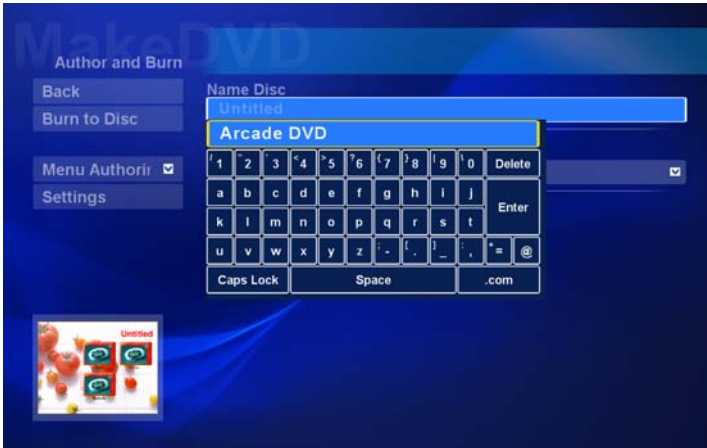 MakeDVD
Author and Burn
Back
Burn to Disc
Menu Authorin
Settings
Name Disc
Untitled
Arcade DVD
/ 1 2 3 < 4 > 5 ? 6 { 7 } 8 | 9 \ 0 Delete
a b c d e f g h i j
Enter
k l m n o p q r s t
u v w x y z ; - [ . ] _ : , = @
Caps Lock Space .com
Untitled